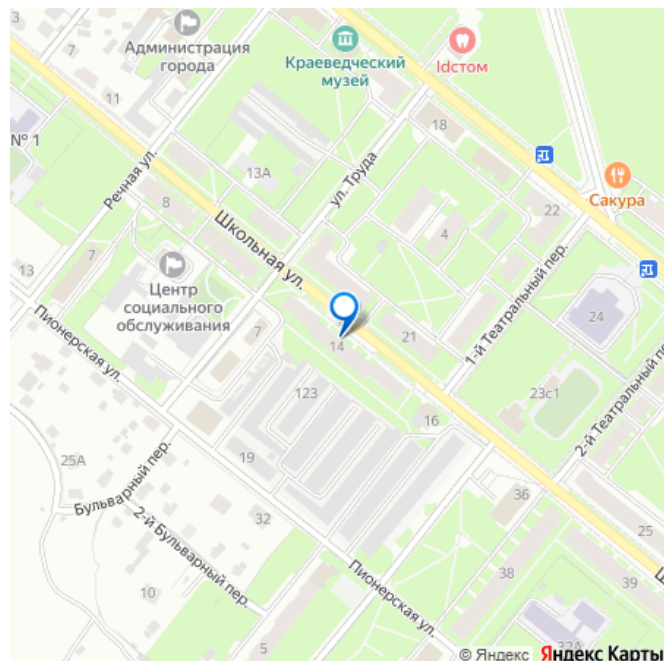 3
7
Администрация
города
Краеведческий
музей
Idстом
11
№ 1
18
13А
ул. Труда
Сакура
Речная ул.
8
Школьная ул.
4
22
7
13
Центр
социального
обслуживания
1-й Театральный пер.
24
Пионерская ул.
7
14
21
2-й Театральный пе
123
23с1
16
19
25А
Бульварный пер.
36
32
2-й Бульварный пер.
25
Пионерская ул.
38
10
39
5
32А
© Яндекс Яндекс Карты